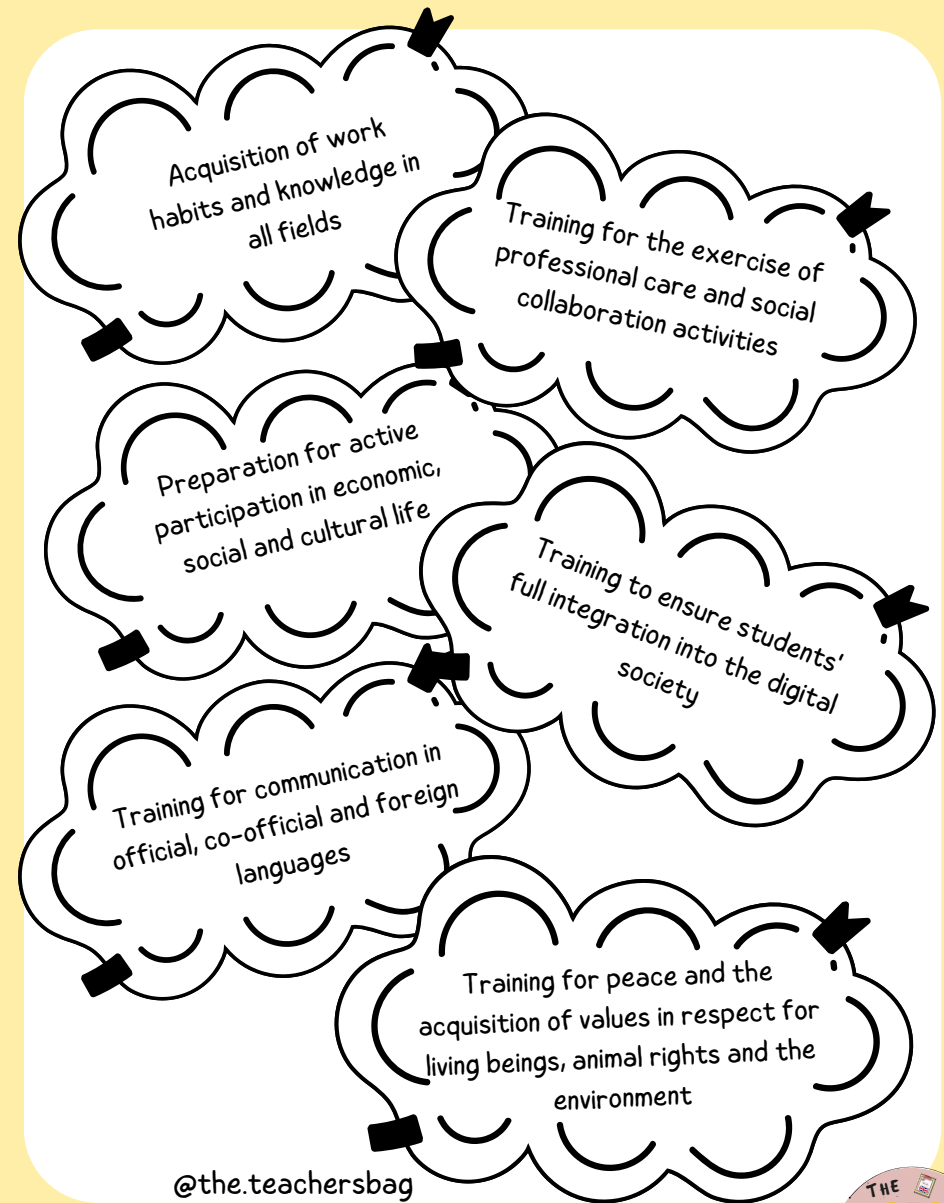 Acquisition of work
habits and knowledge in
all fields
Training for the exercise of
professional care and social
collaboration activities
Preparation for active
participation in economic,
social and cultural life
Training to ensure students'
full integration into the digital
society
Training for communication in
official, co-official and foreign
languages
Training for peace and the
acquisition of values in respect for
living beings, animal rights and the
environment
@the.teachersbag
THE